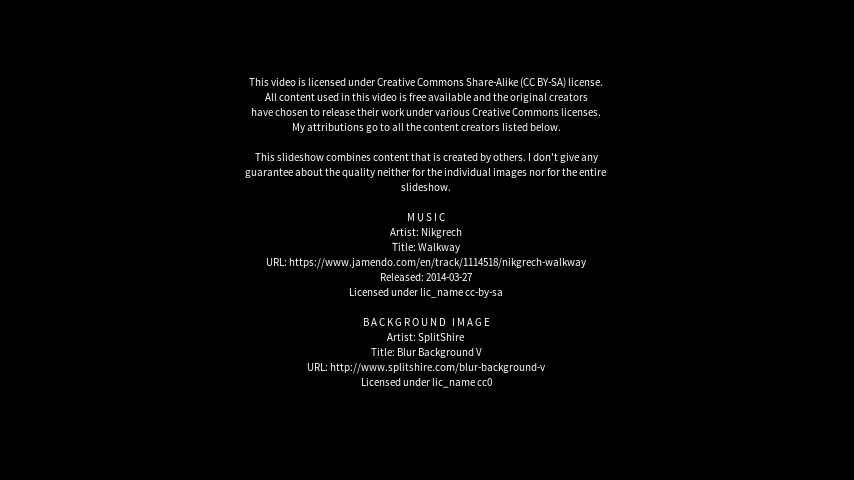 This video is licensed under Creative Commons Share-Alike (CC BY-SA) license.
All content used in this video is free available and the original creators
have chosen to release their work under various Creative Commons licenses.
My attributions go to all the content creators listed below.
This slideshow combines content that is created by others. I don't give any
guarantee about the quality neither for the individual images nor for the entire
slideshow.
M U S I C
Artist: Nikgrech
Title: Walkway
URL: https://www.jamendo.com/en/track/1114518/nikgrech-walkway
Released: 2014-03-27
Licensed under lic_name cc-by-sa
B A C K G R O U N D   I M A G E
Artist: SplitShire
Title: Blur Background V
URL: http://www.splitshire.com/blur-background-v
Licensed under lic_name cc0